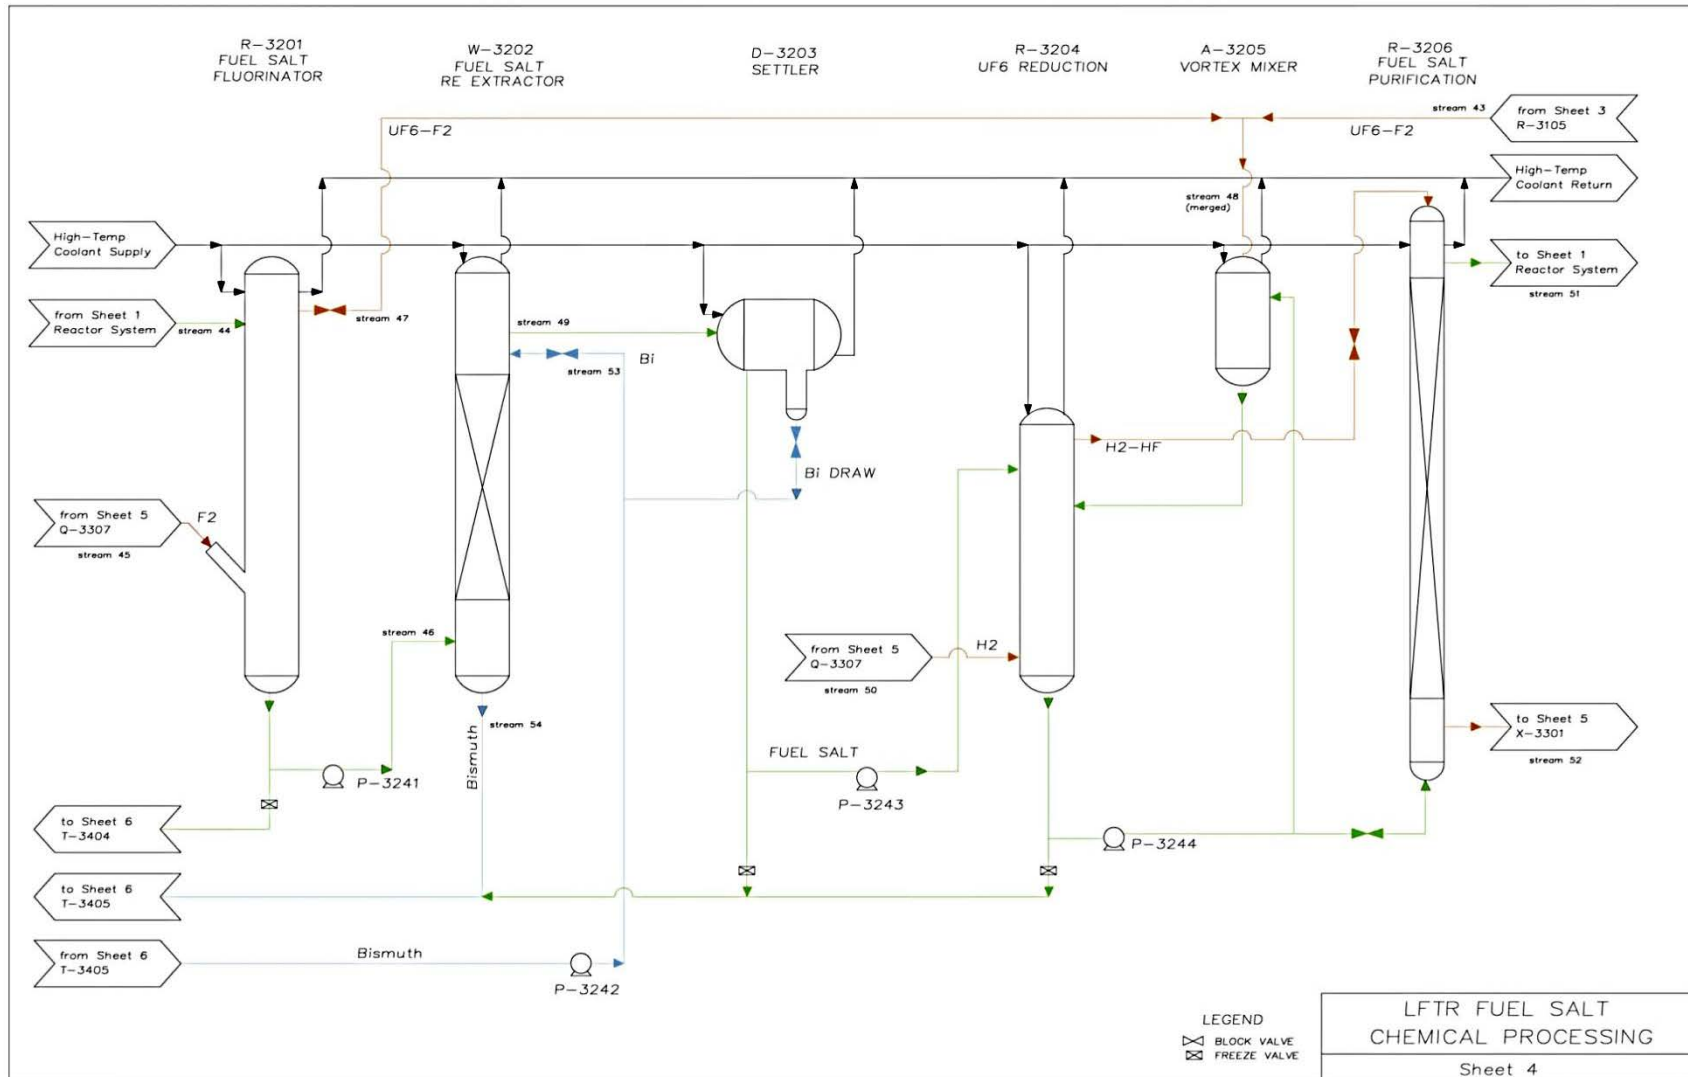 R-3201
FUEL SALT
FLUORINATOR
W-3202
FUEL SALT
RE EXTRACTOR
D-3203
SETTLER
R-3204
UF6 REDUCTION
A-3205
VORTEX MIXER
R-3206
FUEL SALT
PURIFICATION
stream 43
from Sheet 3
R-3105
UF6-F2
UF6-F2
High-Temp
Coolant Return
stream 48
(merged)
High-Temp
Coolant Supply
to Sheet 1
Reactor System
stream 51
from Sheet 1
Reactor System
stream 44
stream 47
stream 49
Bi
stream 53
H2-HF
Bi DRAW
from Sheet 5
Q-3307
stream 45
F2
stream 46
from Sheet 5
Q-3307
stream 50
H2
stream 54
Bismuth
to Sheet 5
X-3301
stream 52
FUEL SALT
P-3241
P-3243
P-3244
to Sheet 6
T-3404
to Sheet 6
T-3405
from Sheet 6
T-3405
Bismuth
P-3242
LEGEND
BLOCK VALVE
FREEZE VALVE
LFTR FUEL SALT
CHEMICAL PROCESSING
Sheet 4